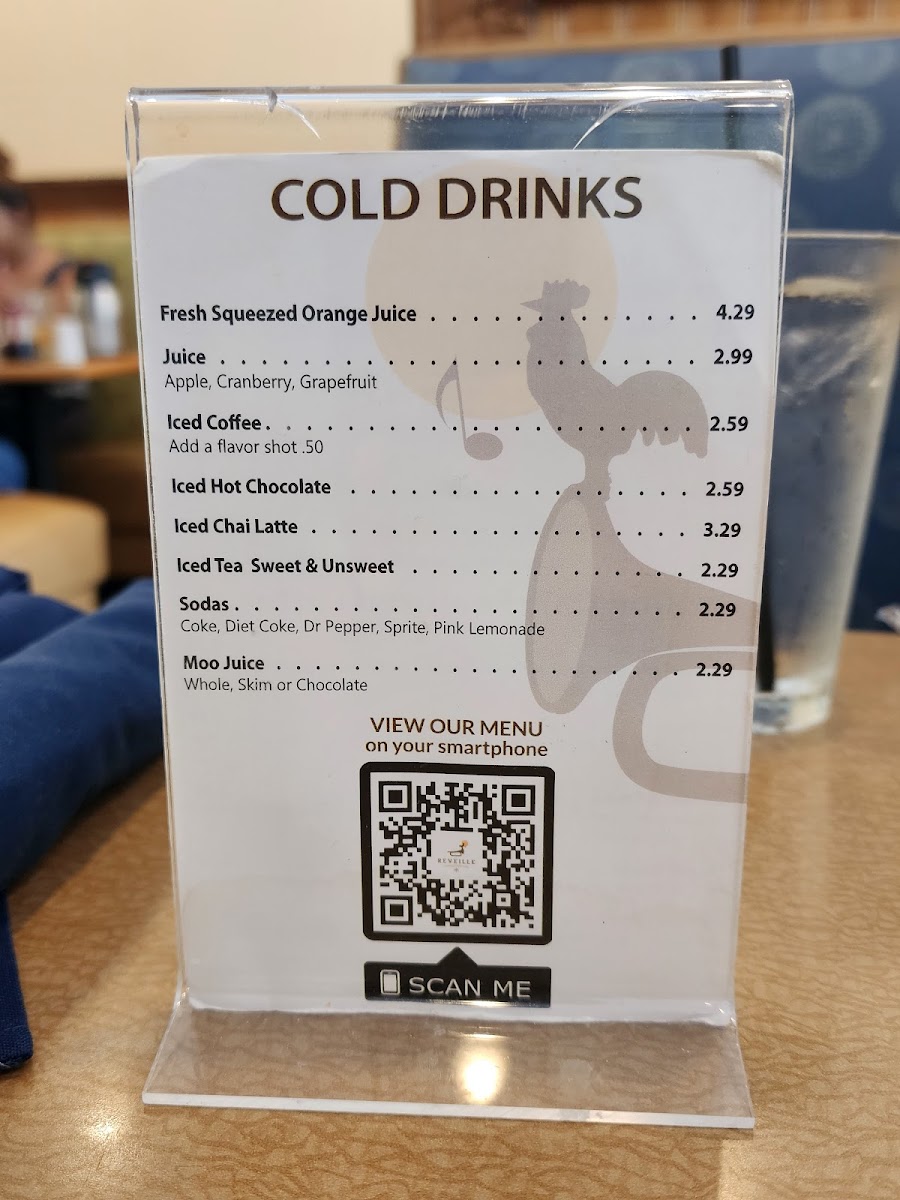 COLD DRINKS
Fresh Squeezed Orange Juice . . . . . . . . . . . . . 4.29
Juice . . . . . . . . . . . . . . . . . . . . . . . . 2.99
Apple, Cranberry, Grapefruit
Iced Coffee . . . . . . . . . . . . . . . . . . . . . . 2.59
Add a flavor shot .50
Iced Hot Chocolate . . . . . . . . . . . . . . . . . 2.59
Iced Chai Latte . . . . . . . . . . . . . . . . . . . 3.29
Iced Tea Sweet & Unsweet . . . . . . . . . . . . . 2.29
Sodas . . . . . . . . . . . . . . . . . . . . . . . . 2.29
Coke, Diet Coke, Dr Pepper, Sprite, Pink Lemonade
Moo Juice . . . . . . . . . . . . . . . . . . . . . 2.29
Whole, Skim or Chocolate
VIEW OUR MENU
on your smartphone
REVEILLE
SCAN ME